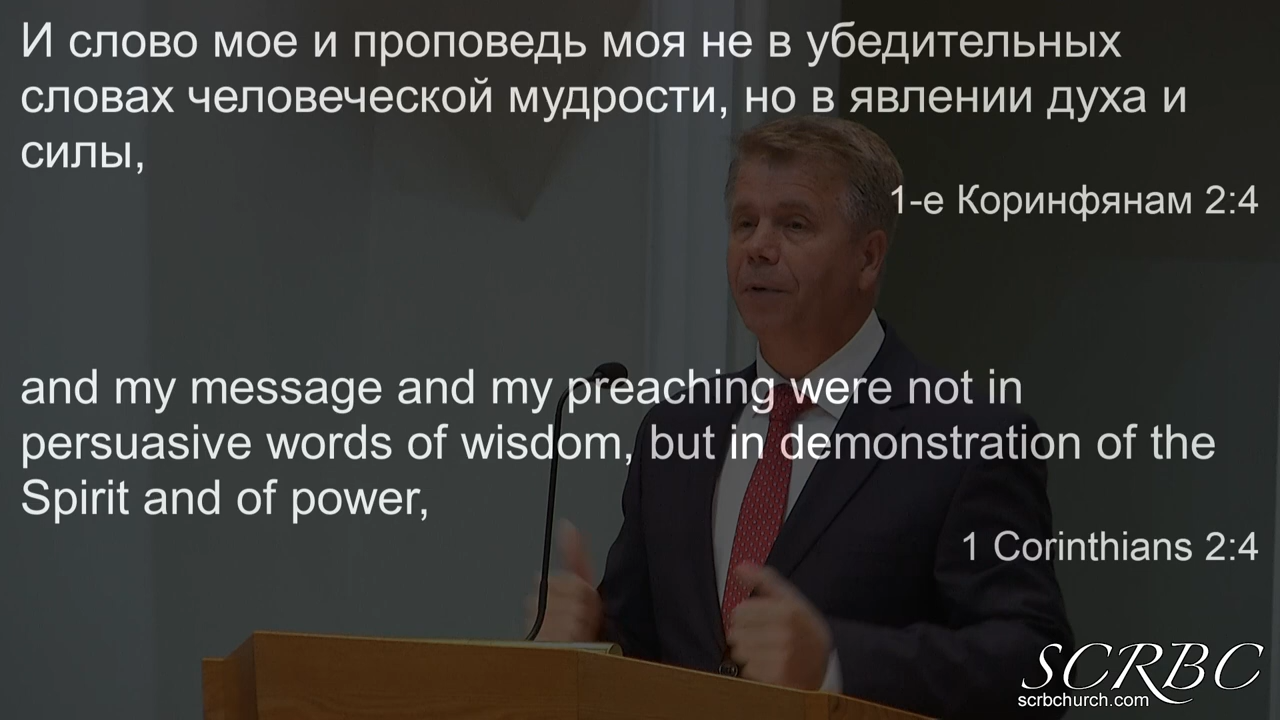 И слово мое и проповедь моя не в убедительных
словах человеческой мудрости, но в явлении духа и
силы,
1-е Коринфянам 2:4
and my message and my preaching were not in
persuasive words of wisdom, but in demonstration of the
Spirit and of power,
1 Corinthians 2:4
SCRBC
scrbchurch.com